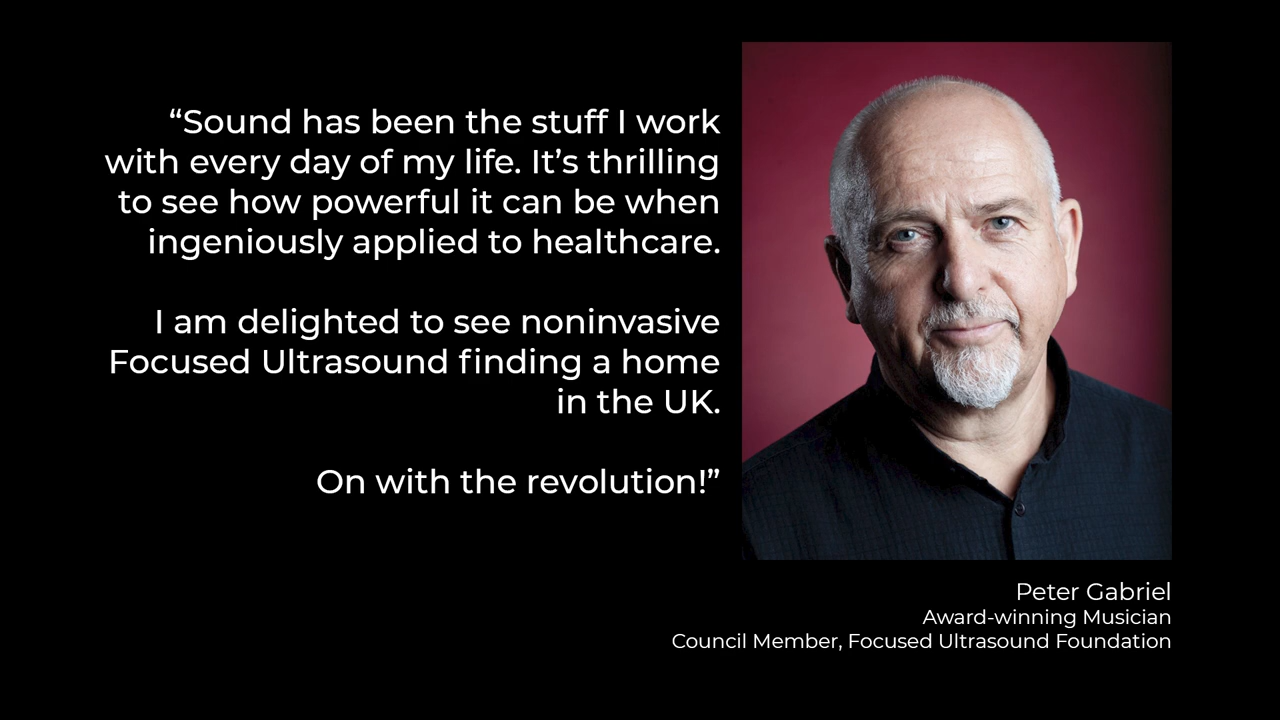 “Sound has been the stuff I work
with every day of my life. It’s thrilling
to see how powerful it can be when
ingeniously applied to healthcare.
I am delighted to see noninvasive
Focused Ultrasound finding a home
in the UK.
On with the revolution!”
Peter Gabriel
Award-winning Musician
Council Member, Focused Ultrasound Foundation